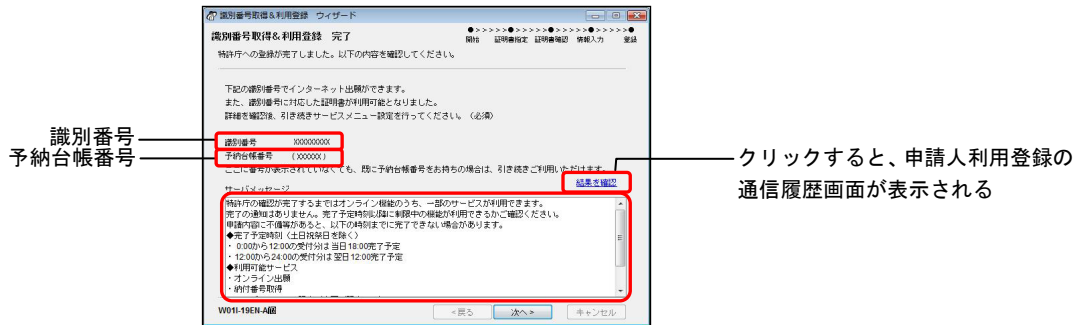 識別番号取得&利用登録 ウィザード
識別番号取得&利用登録 完了
●>>>>>●>>>>>●>>>>>●>>>>>●
開始 証明書指定 証明書確認 情報入力 登録
特許庁への登録が完了しました。以下の内容を確認してください。
下記の識別番号でインターネット出願ができます。
また、識別番号に対応した証明書が利用可能となりました。
詳細を確認後、引き続きサービスメニュー設定を行ってください。(必須)
識別番号
識別番号 XXXXXXXXX
予納台帳番号
予納台帳番号 (XXXXXX)
ここに番号が表示されていなくても、既に予納台帳番号をお持ちの場合は、引き続きご利用いただけます。
クリックすると、申請人利用登録の
通信履歴画面が表示される
結果を確認
サーバメッセージ
特許庁の確認が完了するまではオンライン機能のうち、一部のサービスが利用できます。
完了の通知はありません。完了予定時刻以降に制限中の機能が利用できるかご確認ください。
申請内容に不備等があると、以下の時刻までに完了できない場合があります。
◆完了予定時刻(土日祝祭日を除く)
・ 0:00から12:00の受付分は当日18:00完了予定
・ 12:00から24:00の受付分は翌日12:00完了予定
◆利用可能サービス
・オンライン出願
・納付番号取得
W01I-19EN-A個
<戻る 次へ> キャンセル